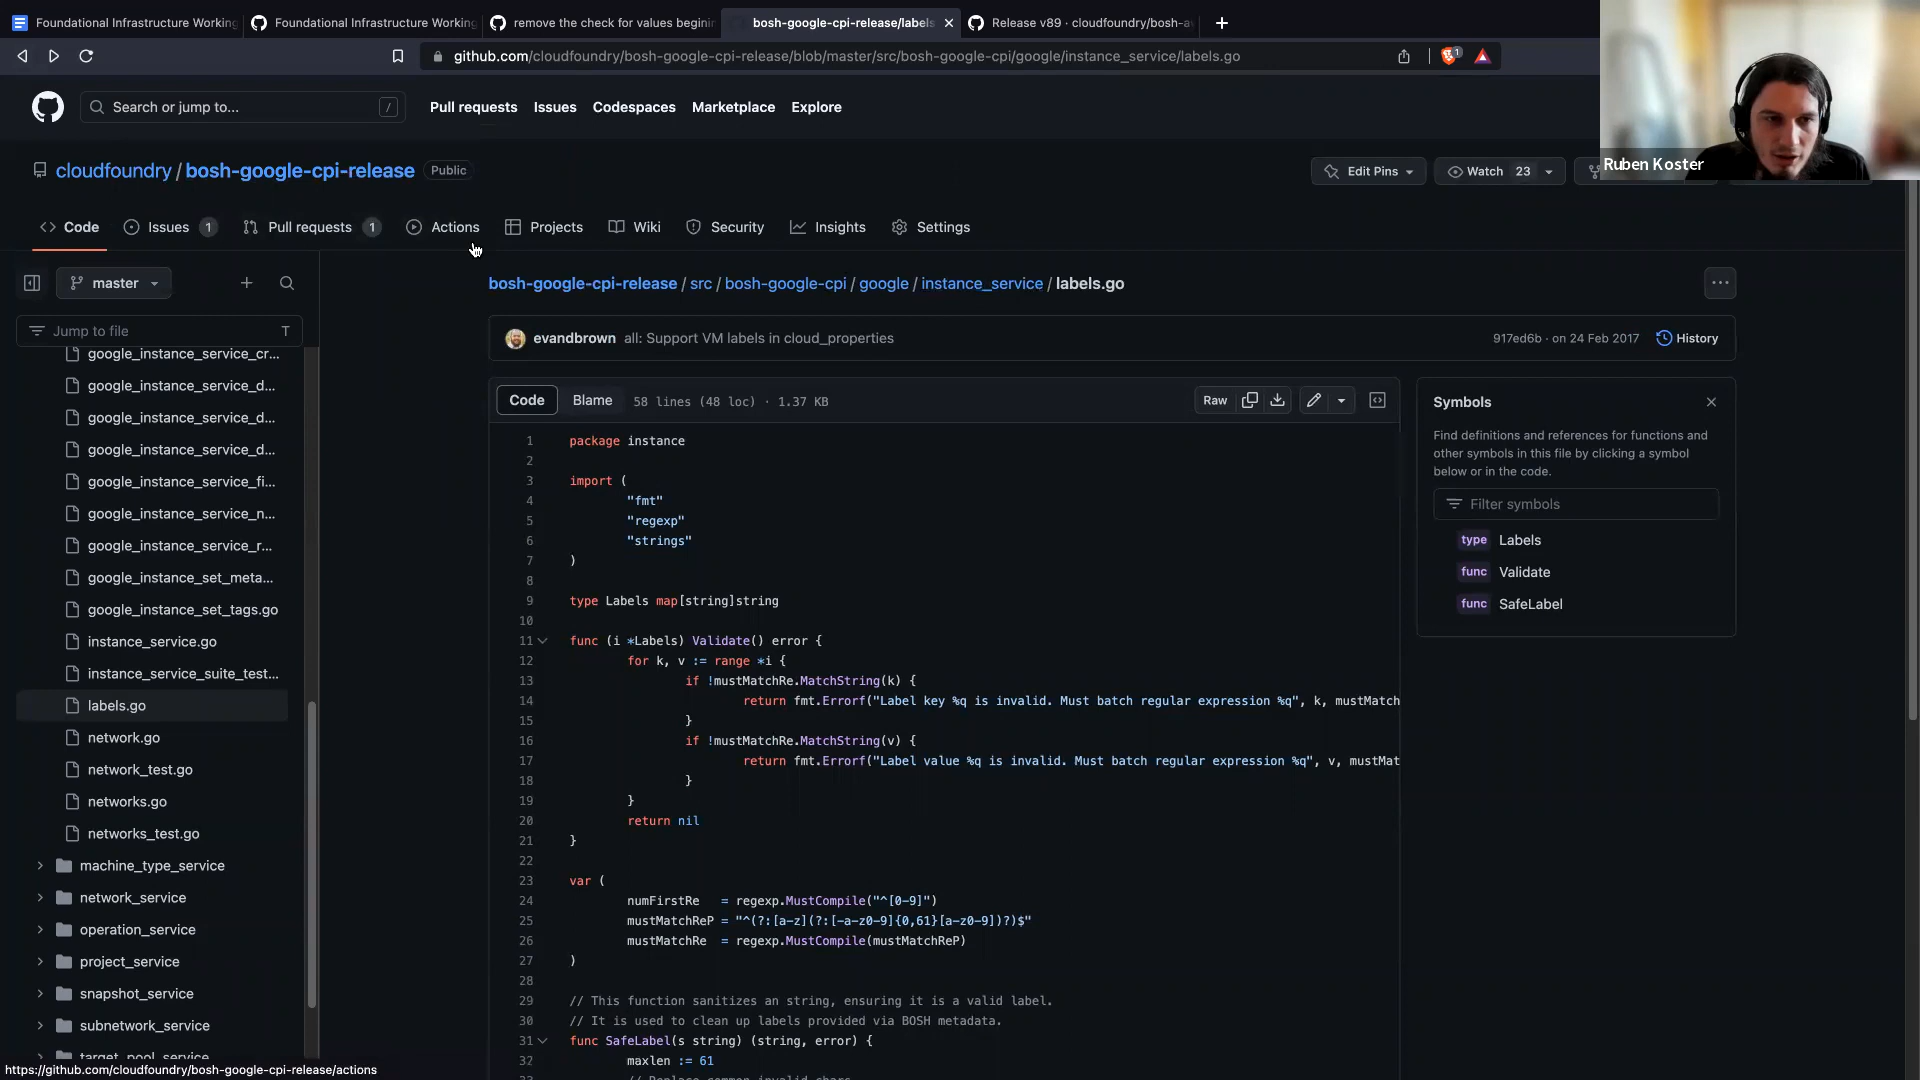 Foundational Infrastructure Working
Foundational Infrastructure Working
remove the check for values begini
bosh-google-cpi-release/labels
Release v89 · cloudfoundry/bosh-a
github.com/cloudfoundry/bosh-google-cpi-release/blob/master/src/bosh-google-cpi/google/instance_service/labels.go
1
Search or jump to... /
Pull requests
Issues
Codespaces
Marketplace
Explore
Ruben Koster
cloudfoundry / bosh-google-cpi-release Public
Edit Pins
Watch 23
Code
Issues 1
Pull requests 1
Actions
Projects
Wiki
Security
Insights
Settings
master
Jump to file T
google_instance_service_cr...
google_instance_service_d...
google_instance_service_d...
google_instance_service_d...
google_instance_service_fi...
google_instance_service_n...
google_instance_service_r...
google_instance_set_meta...
google_instance_set_tags.go
instance_service.go
instance_service_suite_test...
labels.go
network.go
network_test.go
networks.go
networks_test.go
machine_type_service
network_service
operation_service
project_service
snapshot_service
subnetwork_service
target_pool_service
bosh-google-cpi-release / src / bosh-google-cpi / google / instance_service / labels.go
evandbrown all: Support VM labels in cloud_properties
917ed6b · on 24 Feb 2017 History
Code Blame 58 lines (48 loc) · 1.37 KB Raw
1 package instance
2
3 import (
4 "fmt"
5 "regexp"
6 "strings"
7 )
8
9 type Labels map[string]string
10
11 func (i *Labels) Validate() error {
12 for k, v := range *i {
13 if !mustMatchRe.MatchString(k) {
14 return fmt.Errorf("Label key %q is invalid. Must batch regular expression %q", k, mustMatch
15 }
16 if !mustMatchRe.MatchString(v) {
17 return fmt.Errorf("Label value %q is invalid. Must batch regular expression %q", v, mustMat
18 }
19 }
20 return nil
21 }
22
23 var (
24 numFirstRe = regexp.MustCompile("^[0-9]")
25 mustMatchReP = "^(?:[a-z](?:[-a-z0-9]{0,61}[a-z0-9])?)$"
26 mustMatchRe = regexp.MustCompile(mustMatchReP)
27 )
28
29 // This function sanitizes an string, ensuring it is a valid label.
30 // It is used to clean up labels provided via BOSH metadata.
31 func SafeLabel(s string) (string, error) {
32 maxlen := 61
33 // Replace common invalid chars
Symbols
Find definitions and references for functions and
other symbols in this file by clicking a symbol
below or in the code.
Filter symbols
type Labels
func Validate
func SafeLabel
https://github.com/cloudfoundry/bosh-google-cpi-release/actions